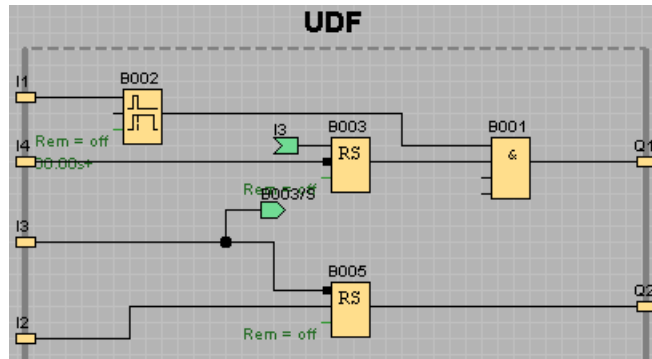 UDF
I1
B002
Rem = off
00.00s+
I4
I3
B003
RS
Rem = off
B001
&
Q1
B003/S
I3
B005
RS
Rem = off
Q2
I2